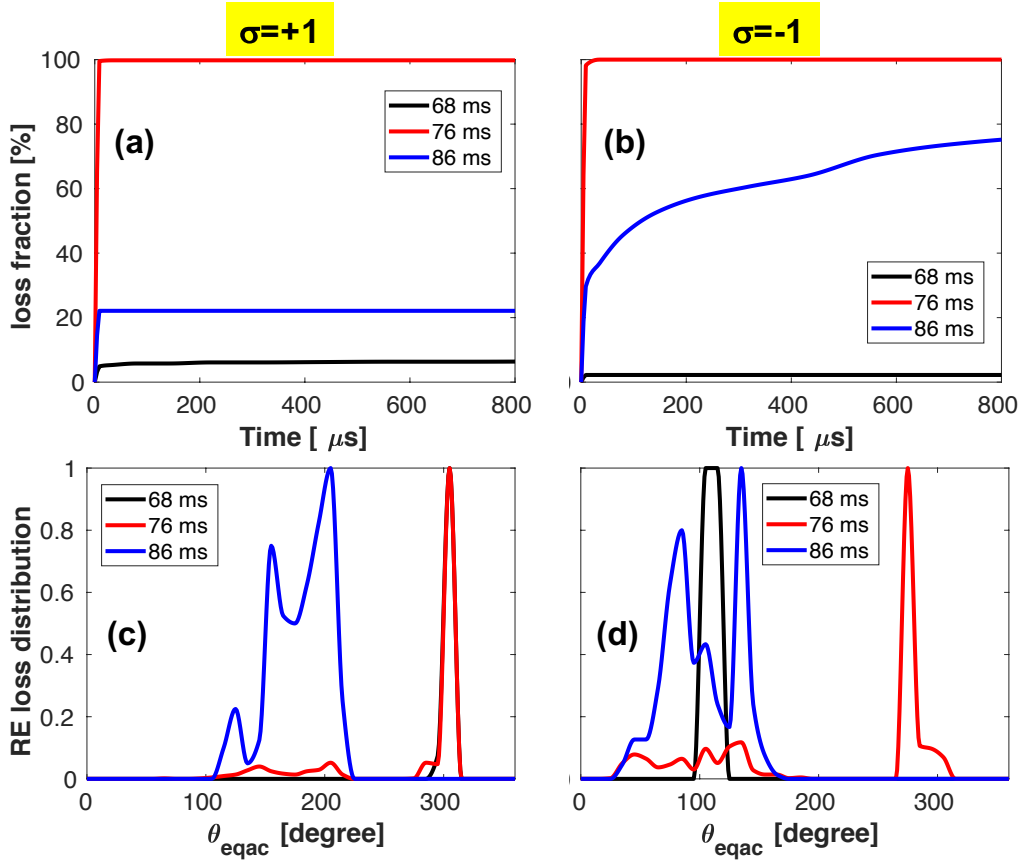 σ=+1
σ=-1
100
80
60
40
20
0
loss fraction [%]
(a)
68 ms
76 ms
86 ms
0 200 400 600 800
Time [ μs]
(b)
68 ms
76 ms
86 ms
0 200 400 600 800
Time [ μs]
1
0.8
0.6
0.4
0.2
0
RE loss distribution
68 ms
76 ms
86 ms
(c)
0 100 200 300
θeqac [degree]
68 ms
76 ms
86 ms
(d)
0 100 200 300
θeqac [degree]